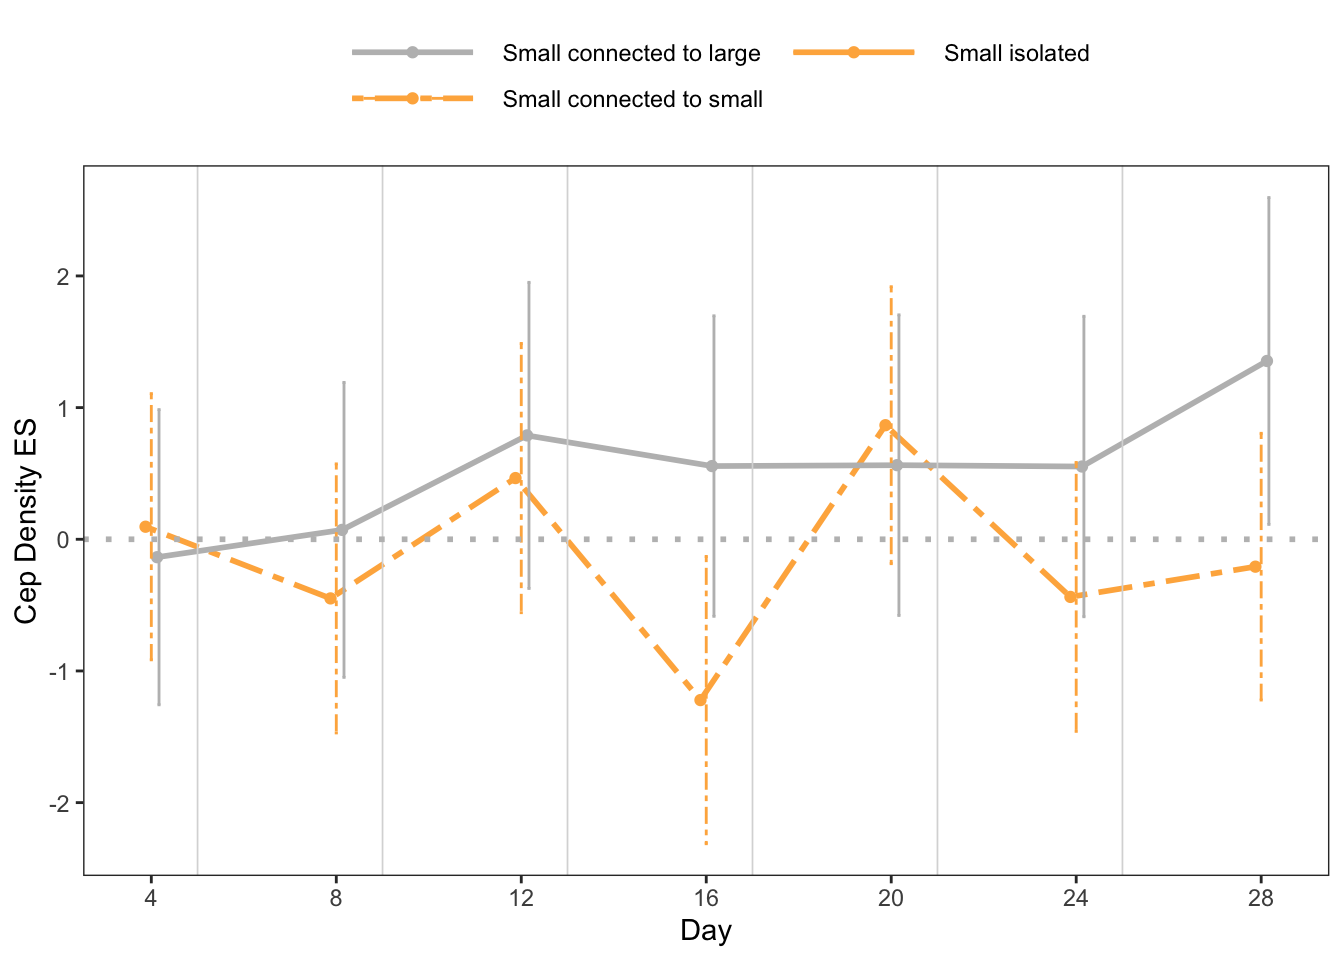 Small connected to large
Small isolated
Small connected to small
Cep Density ES
2
1
0
-1
-2
4
8
12
16
20
24
28
Day